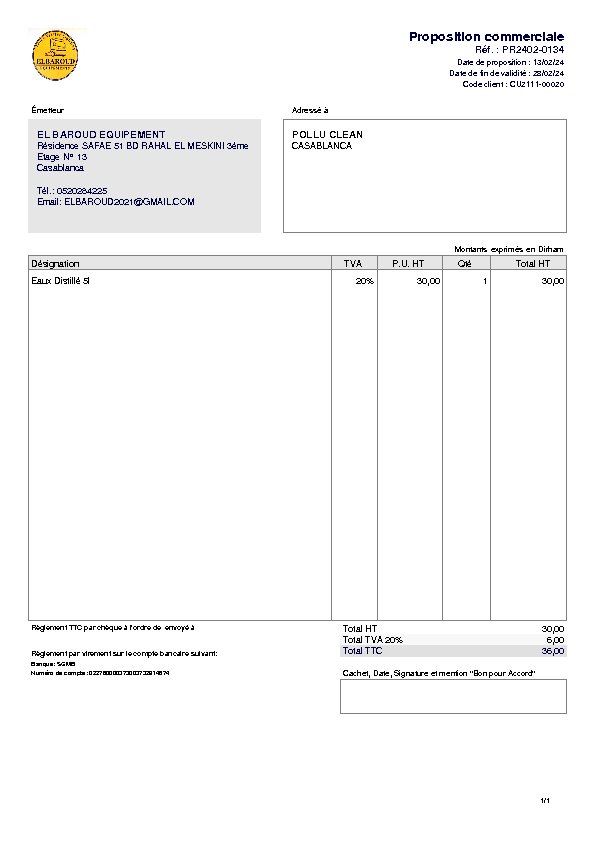 ELBAROUD
EQUIPEMENT
Proposition commerciale
Réf. : PR2402-0134
Date de proposition : 13/02/24
Date de fin de validité : 28/02/24
Code client : CU2111-00020
Émetteur
Adressé à
EL BAROUD EQUIPEMENT
Résidence SAFAE 51 BD RAHAL EL MESKINI 3éme
Etage N° 13
Casablanca
Tél.: 0520284225
Email: ELBAROUD2021@GMAIL.COM
POLLU CLEAN
CASABLANCA
Montants exprimés en Dirham
Désignation TVA P.U. HT Qté Total HT
Eaux Distillé 5l 20% 30,00 1 30,00
Règlement TTC par chèque à l'ordre de envoyé à
Total HT 30,00
Total TVA 20% 6,00
Total TTC 36,00
Règlement par virement sur le compte bancaire suivant:
Banque: SGMB
Numéro de compte:
Cachet, Date, Signature et mention "Bon pour Accord"
1/1